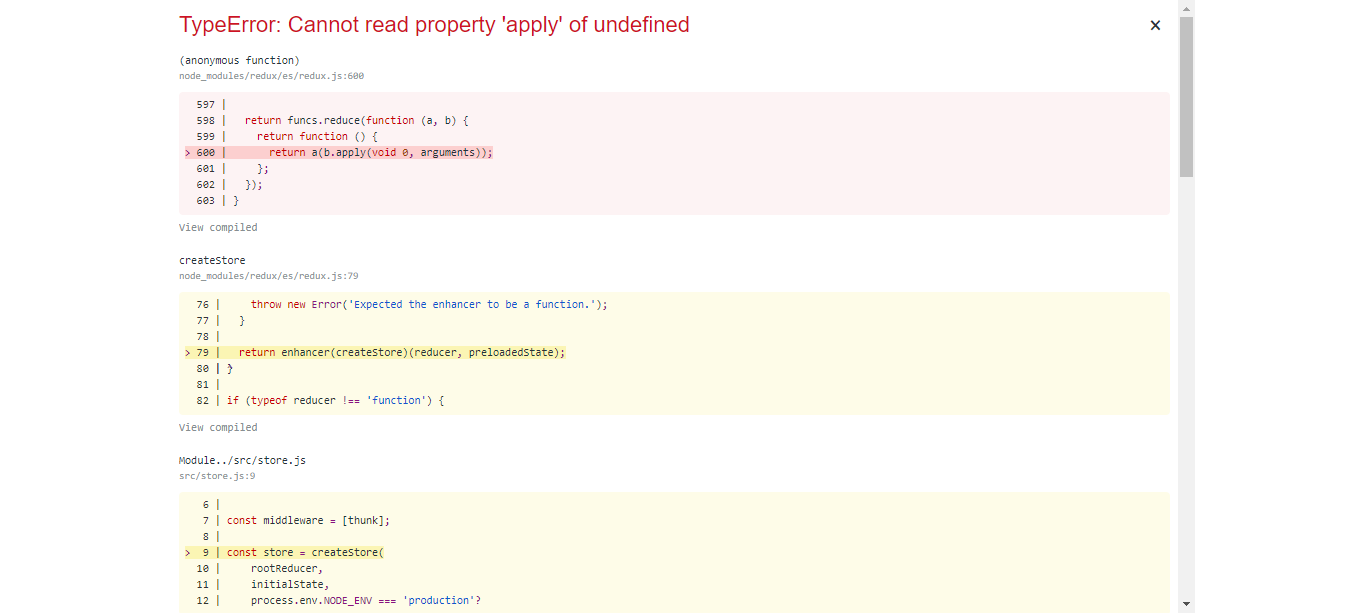 TypeError: Cannot read property 'apply' of undefined
×
(anonymous function)
node_modules/redux/es/redux.js:600
597 |
598 |   return funcs.reduce(function (a, b) {
599 |     return function () {
> 600 |       return a(b.apply(void 0, arguments));
601 |     };
602 |   });
603 | }
View compiled
createStore
node_modules/redux/es/redux.js:79
76 |     throw new Error('Expected the enhancer to be a function.');
77 |   }
78 |
> 79 |   return enhancer(createStore)(reducer, preloadedState);
80 | }
81 |
82 | if (typeof reducer !== 'function') {
View compiled
Module../src/store.js
src/store.js:9
6 |
7 | const middleware = [thunk];
8 |
> 9 | const store = createStore(
10 |     rootReducer,
11 |     initialState,
12 |     process.env.NODE_ENV === 'production'?